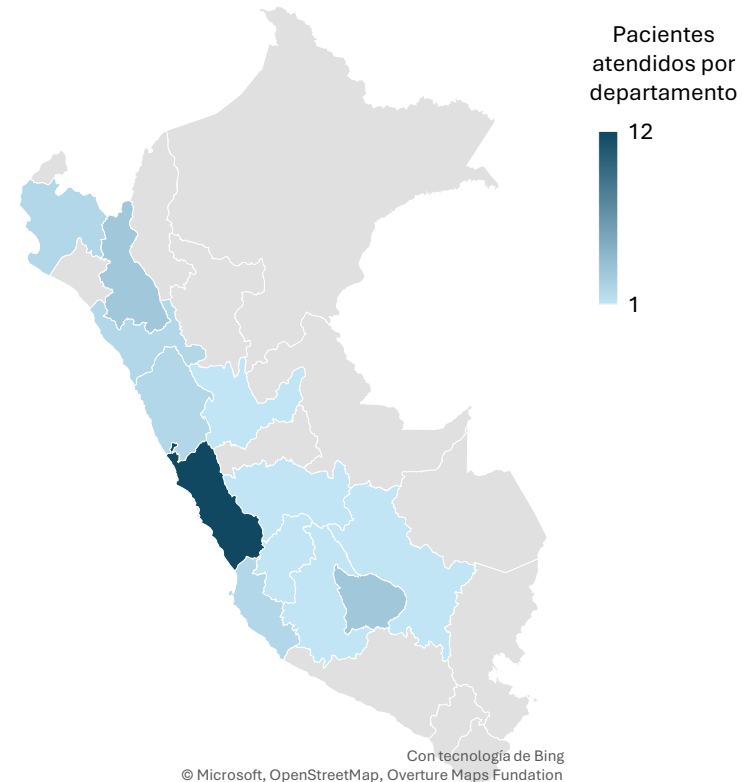 Pacientes
atendidos por
departamento
12
1
Con tecnología de Bing
© Microsoft, OpenStreetMap, Overture Maps Fundation